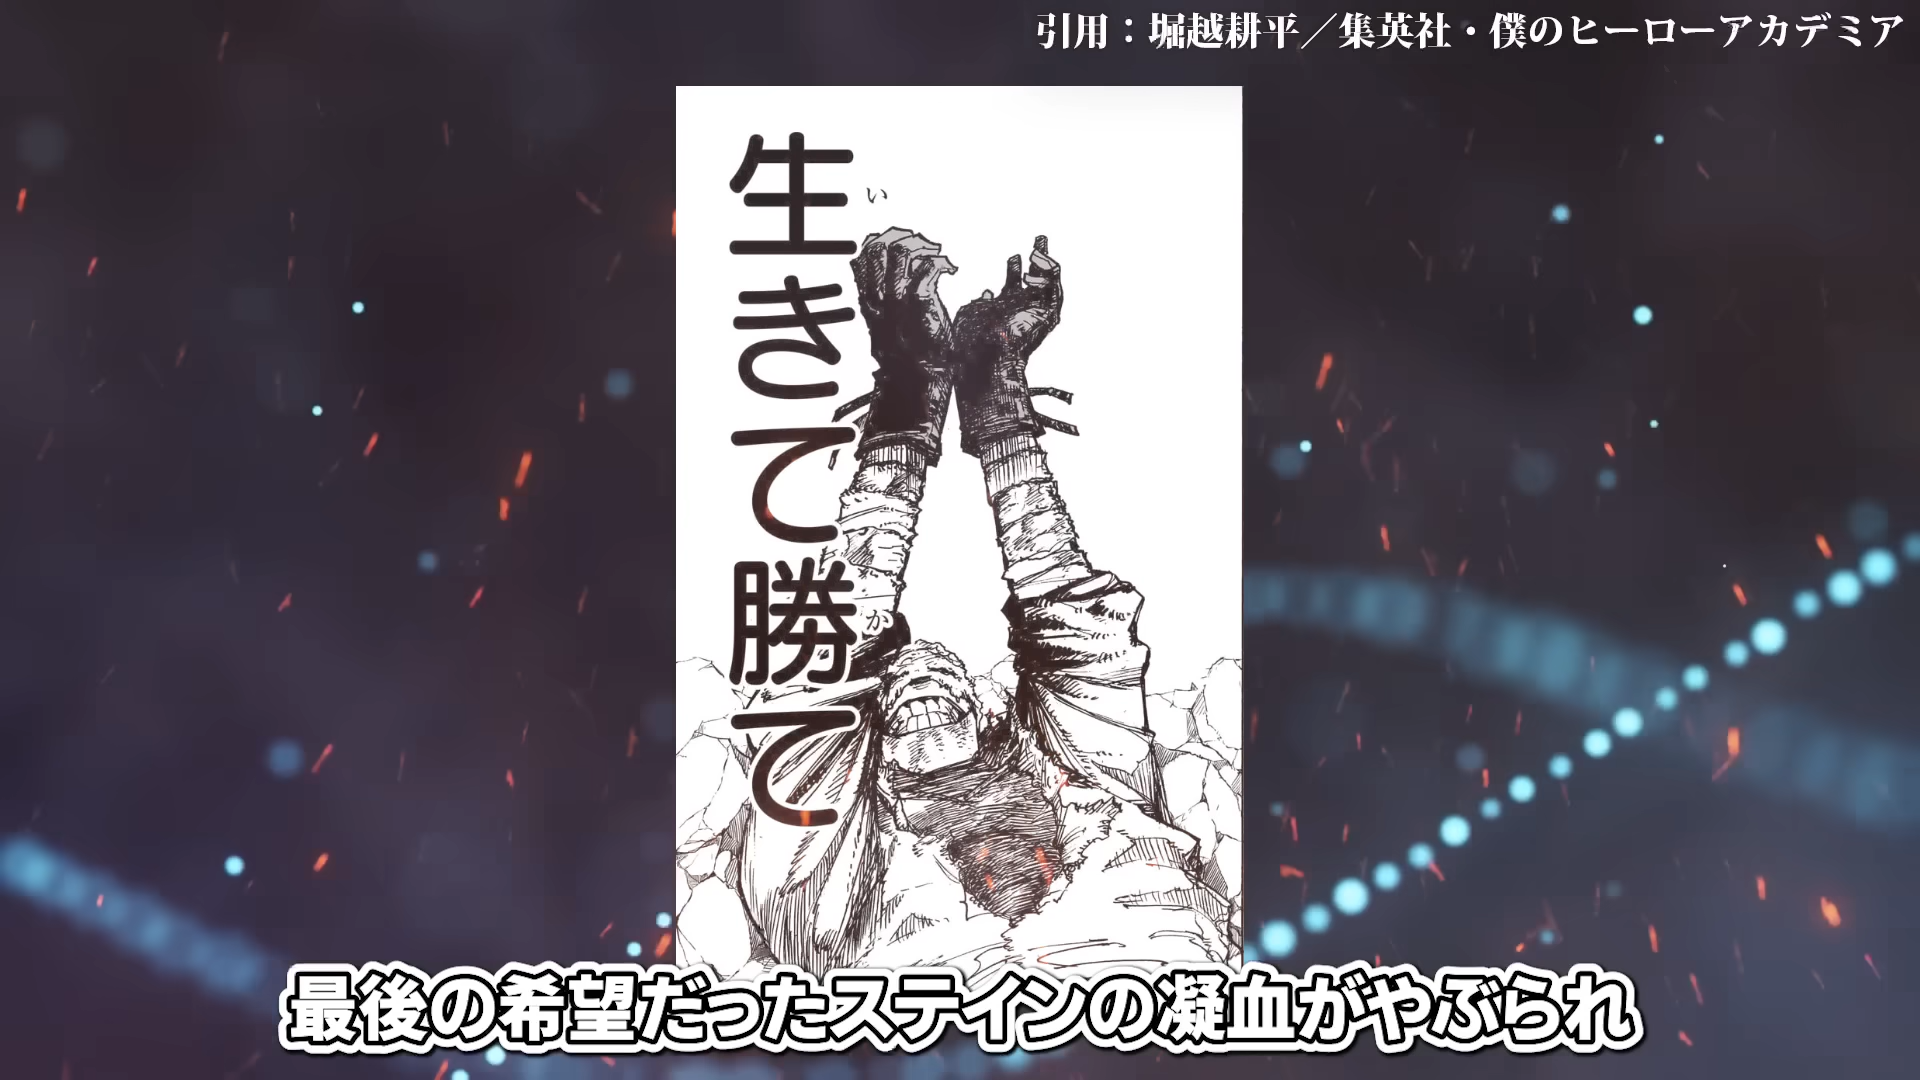 引用：堀越耕平／集英社・僕のヒーローアカデミア
生きて勝て
い
か
最後の希望だったステインの凝血がやぶられ